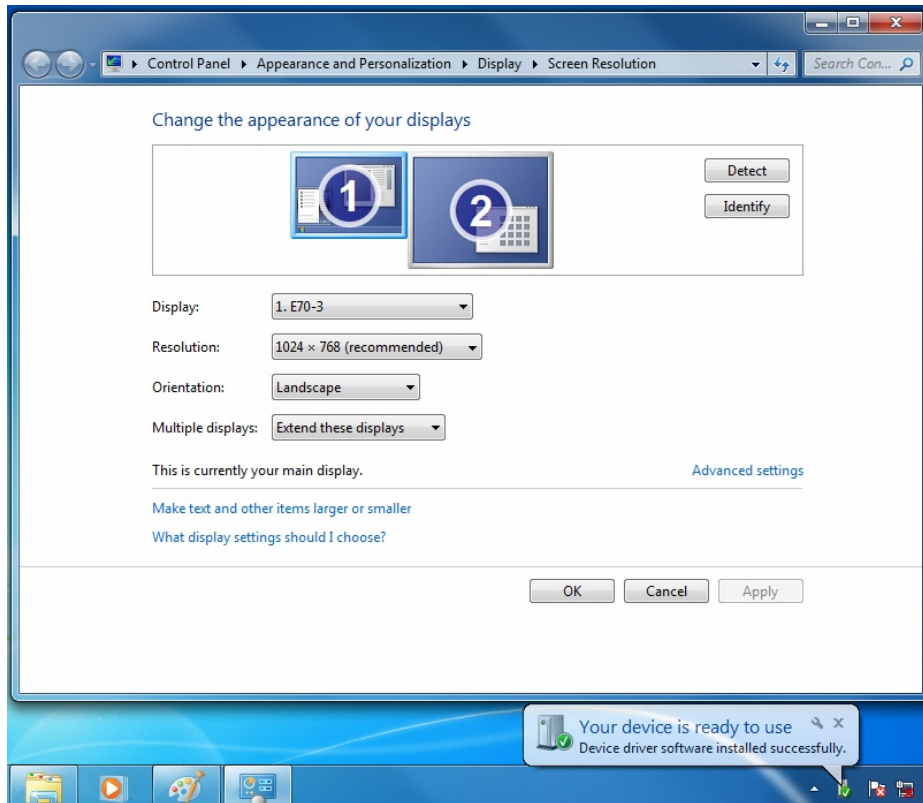 Control Panel ▸ Appearance and Personalization ▸ Display ▸ Screen Resolution
Search Con...
Change the appearance of your displays
1
2
Detect
Identify
Display: 1. E70-3
Resolution: 1024 × 768 (recommended)
Orientation: Landscape
Multiple displays: Extend these displays
This is currently your main display. Advanced settings
Make text and other items larger or smaller
What display settings should I choose?
OK Cancel Apply
Your device is ready to use
Device driver software installed successfully.